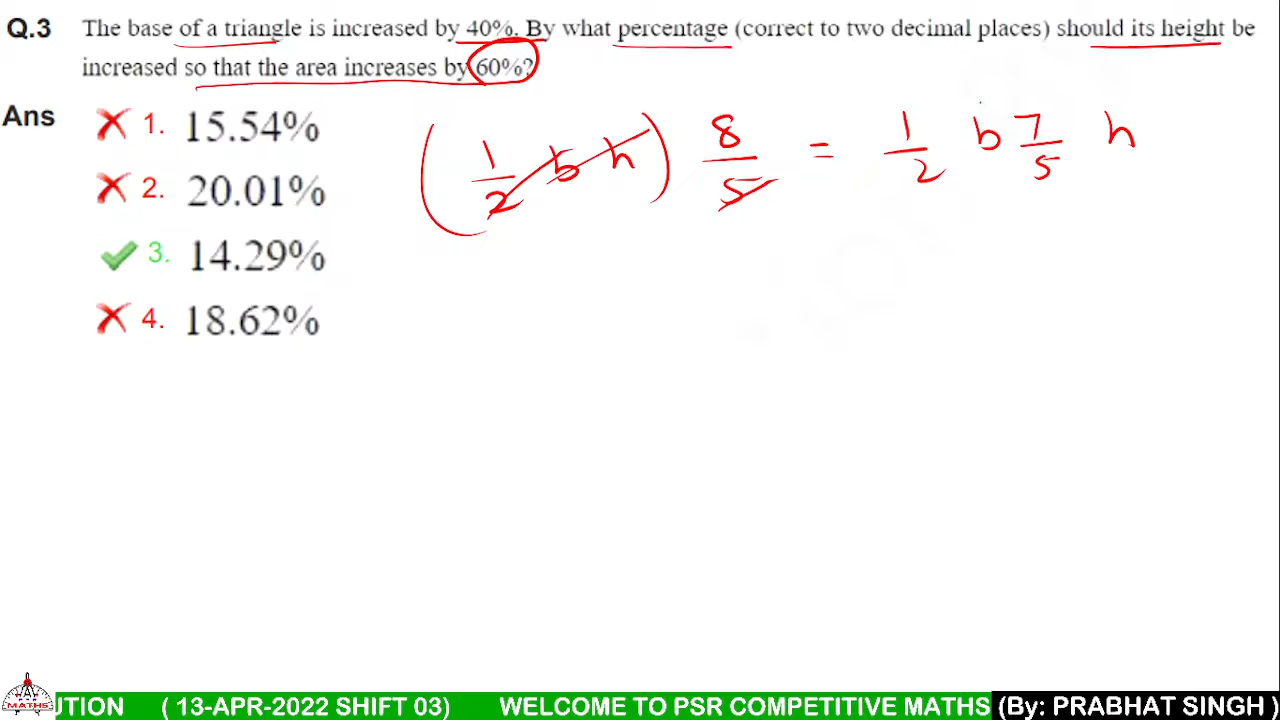 Q.3 The base of a triangle is increased by 40%. By what percentage (correct to two decimal places) should its height be
increased so that the area increases by 60%?
Ans
1. 15.54%
2. 20.01%
3. 14.29%
4. 18.62%
(1/2 b h) 8/5 = 1/2 b 7/5 h
MATHS
UTION ( 13-APR-2022 SHIFT 03) WELCOME TO PSR COMPETITIVE MATHS (By: PRABHAT SINGH )